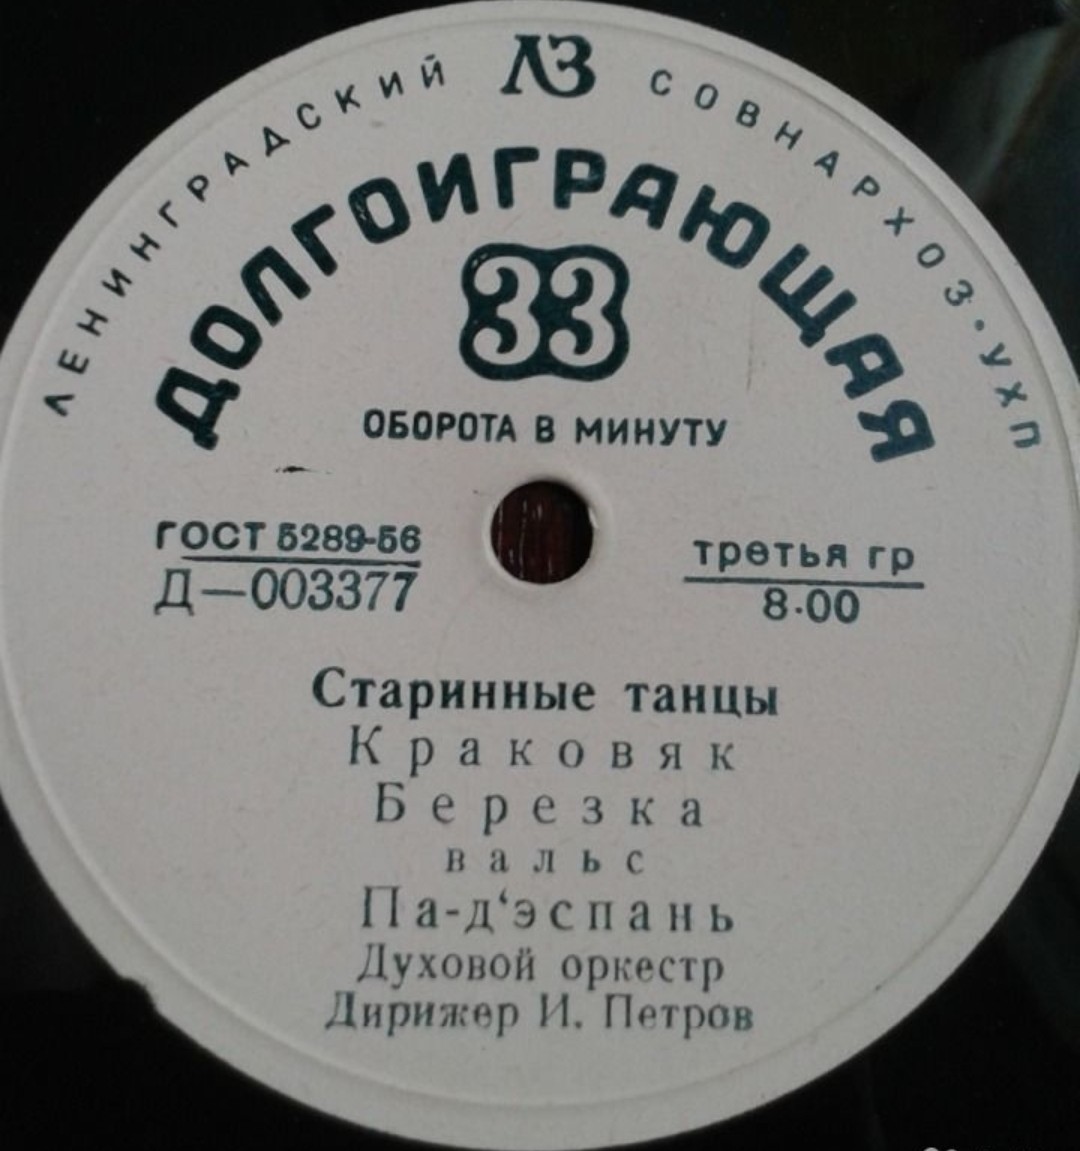 ЛЕНИНГРАДСКИЙ ЛЗ СОВНАРХОЗ·УХП
ДОЛГОИГРАЮЩАЯ
33
ОБОРОТА В МИНУТУ
ГОСТ 5289-56
Д—003377
третья гр
8·00
Старинные танцы
Краковяк
Березка
вальс
Па-д‘эспань
Духовой оркестр
Дирижер И. Петров